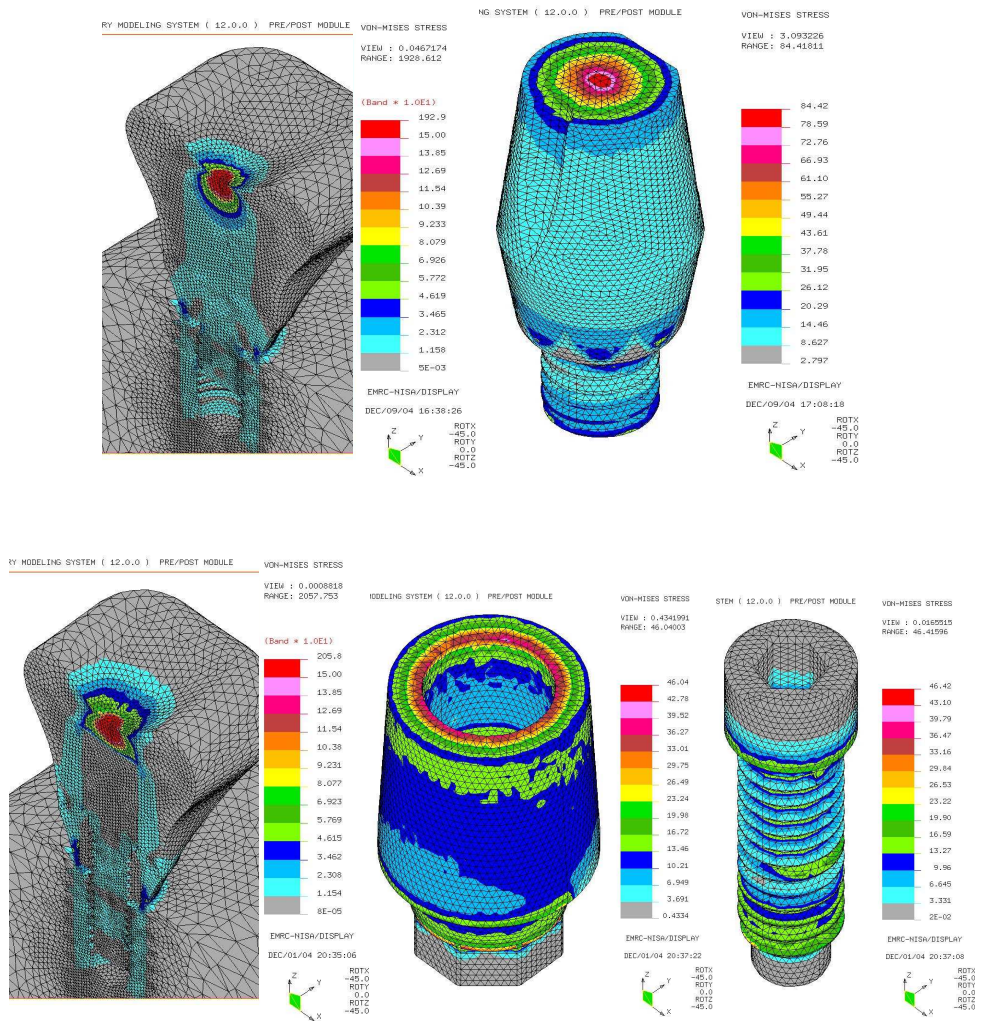 RY MODELING SYSTEM ( 12.0.0 ) PRE/POST MODULE
VON-MISES STRESS
VIEW : 0.0467174
RANGE: 1928.612
(Band * 1.0E1)
192.9
15.00
13.85
12.69
11.54
10.39
9.233
8.079
6.926
5.772
4.619
3.465
2.312
1.158
5E-03
EMRC-NISA/DISPLAY
DEC/09/04 16:38:26
ROTX
-45.0
ROTY
0.0
ROTZ
-45.0
Z
Y
X
NG SYSTEM ( 12.0.0 ) PRE/POST MODULE
VON-MISES STRESS
VIEW : 3.093226
RANGE: 84.41811
84.42
78.59
72.76
66.93
61.10
55.27
49.44
43.61
37.78
31.95
26.12
20.29
14.46
8.627
2.797
EMRC-NISA/DISPLAY
DEC/09/04 17:08:18
ROTX
-45.0
ROTY
0.0
ROTZ
-45.0
Z
Y
X
RY MODELING SYSTEM ( 12.0.0 ) PRE/POST MODULE
VON-MISES STRESS
VIEW : 0.0008818
RANGE: 2057.753
(Band * 1.0E1)
205.8
15.00
13.85
12.69
11.54
10.38
9.231
8.077
6.923
5.769
4.615
3.462
2.308
1.154
8E-05
EMRC-NISA/DISPLAY
DEC/01/04 20:35:06
ROTX
-45.0
ROTY
0.0
ROTZ
-45.0
Z
Y
X
ODELING SYSTEM ( 12.0.0 ) PRE/POST MODULE
VON-MISES STRESS
VIEW : 0.4341991
RANGE: 46.04003
46.04
42.78
39.52
36.27
33.01
29.75
26.49
23.24
19.98
16.72
13.46
10.21
6.949
3.691
0.4334
EMRC-NISA/DISPLAY
DEC/01/04 20:37:22
ROTX
-45.0
ROTY
0.0
ROTZ
-45.0
Z
Y
X
STEM ( 12.0.0 ) PRE/POST MODULE
VON-MISES STRESS
VIEW : 0.0165515
RANGE: 46.41596
46.42
43.10
39.79
36.47
33.16
29.84
26.53
23.22
19.90
16.59
13.27
9.96
6.645
3.331
2E-02
EMRC-NISA/DISPLAY
DEC/01/04 20:37:08
ROTX
-45.0
ROTY
0.0
ROTZ
-45.0
Z
Y
X